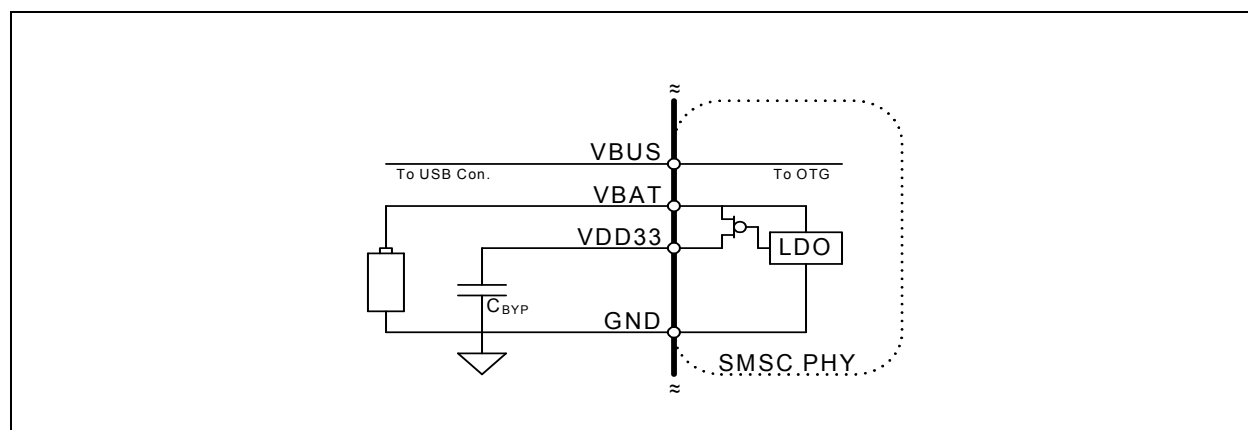 VBUS
To USB Con.
To OTG
VBAT
VDD33
LDO
CBYP
GND
SMSC PHY